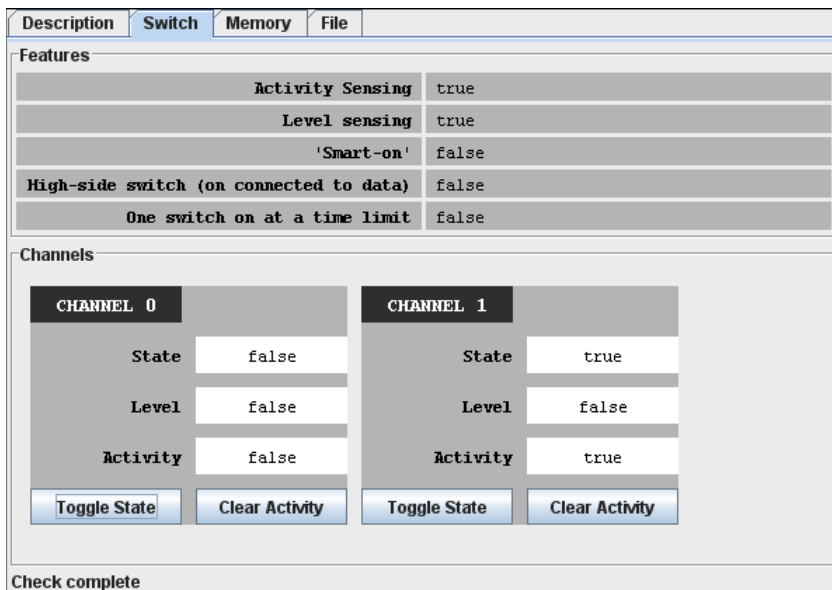 Description Switch Memory File
Features
Activity Sensing true
Level sensing true
'Smart-on' false
High-side switch (on connected to data) false
One switch on at a time limit false
Channels
CHANNEL 0 CHANNEL 1
State false State true
Level false Level false
Activity false Activity true
Toggle State Clear Activity Toggle State Clear Activity
Check complete